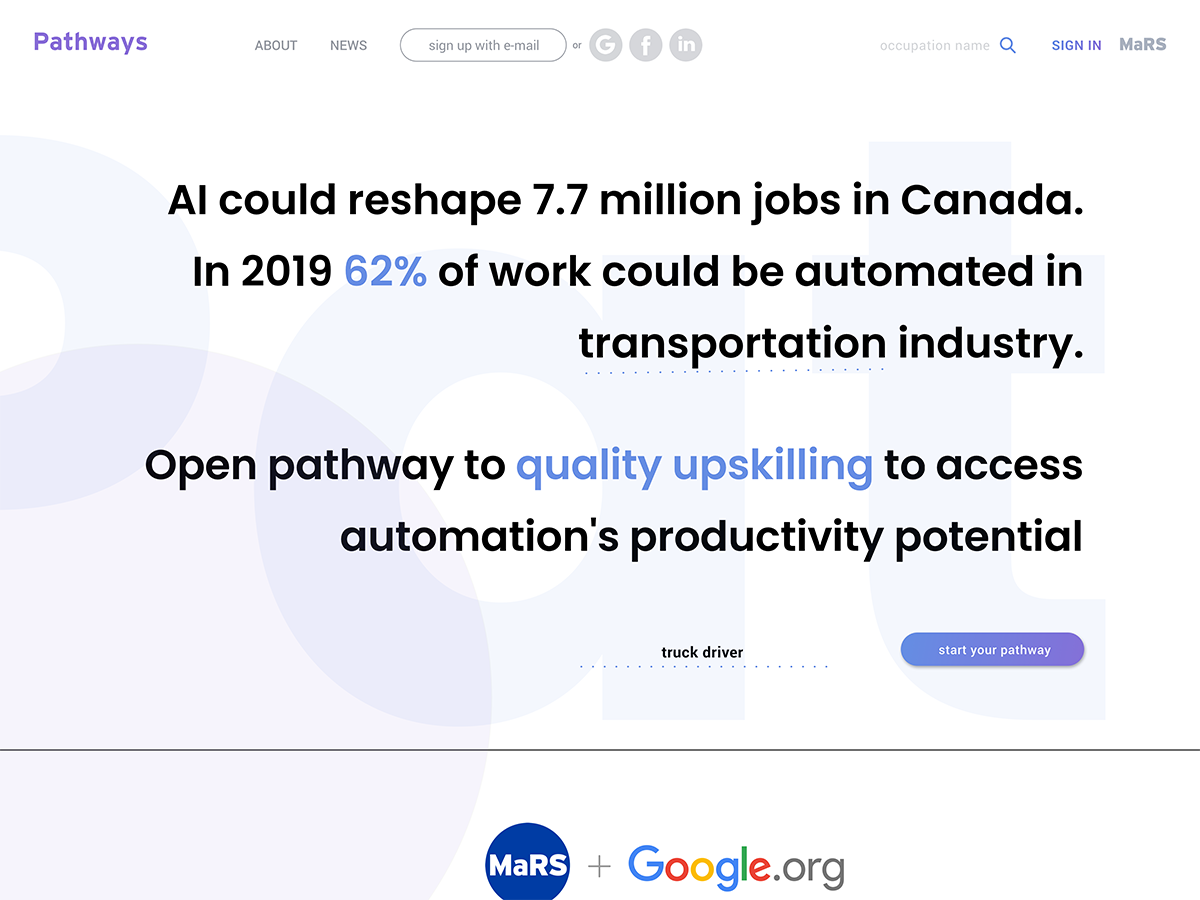 Pathways
ABOUT NEWS sign up with e-mail or G f in occupation name SIGN IN MaRS
AI could reshape 7.7 million jobs in Canada.
In 2019 62% of work could be automated in
transportation industry.
Open pathway to quality upskilling to access
automation's productivity potential
truck driver start your pathway
MaRS + Google.org
Pat